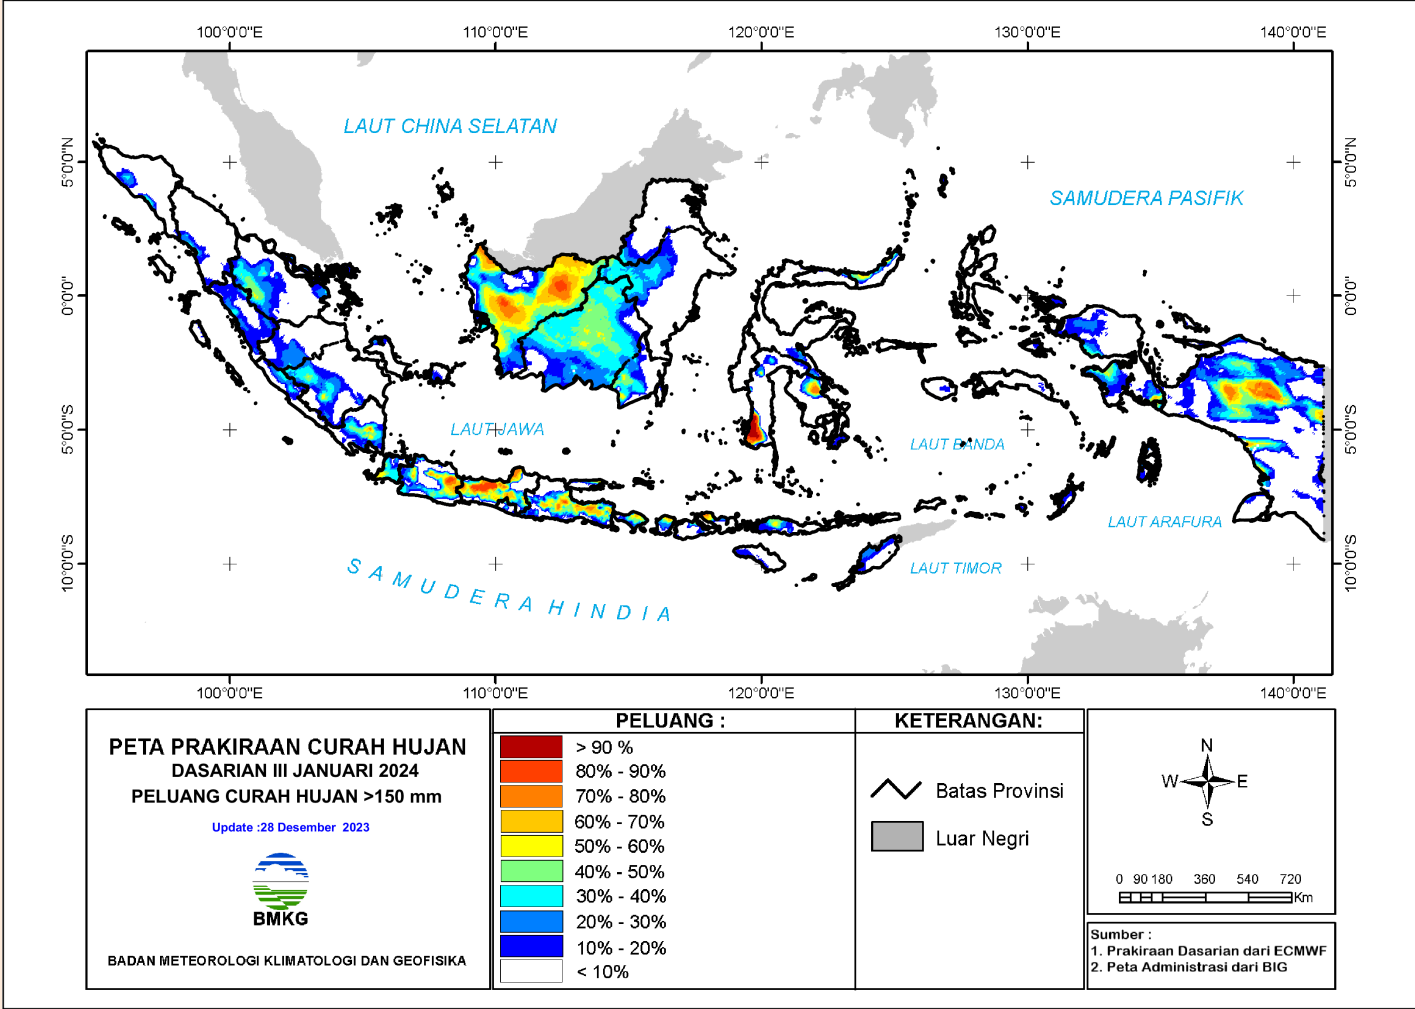 100°0'0"E 110°0'0"E 120°0'0"E 130°0'0"E 140°0'0"E
LAUT CHINA SELATAN
5°0'0"N 5°0'0"N
SAMUDERA PASIFIK
0°0'0" 0°0'0"
LAUT JAWA
5°0'0"S 5°0'0"S
LAUT BANDA
LAUT ARAFURA
10°0'0"S 10°0'0"S
LAUT TIMOR
SAMUDERA HINDIA
100°0'0"E 110°0'0"E 120°0'0"E 130°0'0"E 140°0'0"E
PETA PRAKIRAAN CURAH HUJAN
DASARIAN III JANUARI 2024
PELUANG CURAH HUJAN >150 mm
Update :28 Desember 2023
BMKG
BADAN METEOROLOGI KLIMATOLOGI DAN GEOFISIKA
PELUANG :
> 90 %
80% - 90%
70% - 80%
60% - 70%
50% - 60%
40% - 50%
30% - 40%
20% - 30%
10% - 20%
< 10%
KETERANGAN:
Batas Provinsi
Luar Negri
N
W E
S
0 90 180 360 540 720
Km
Sumber :
1. Prakiraan Dasarian dari ECMWF
2. Peta Administrasi dari BIG